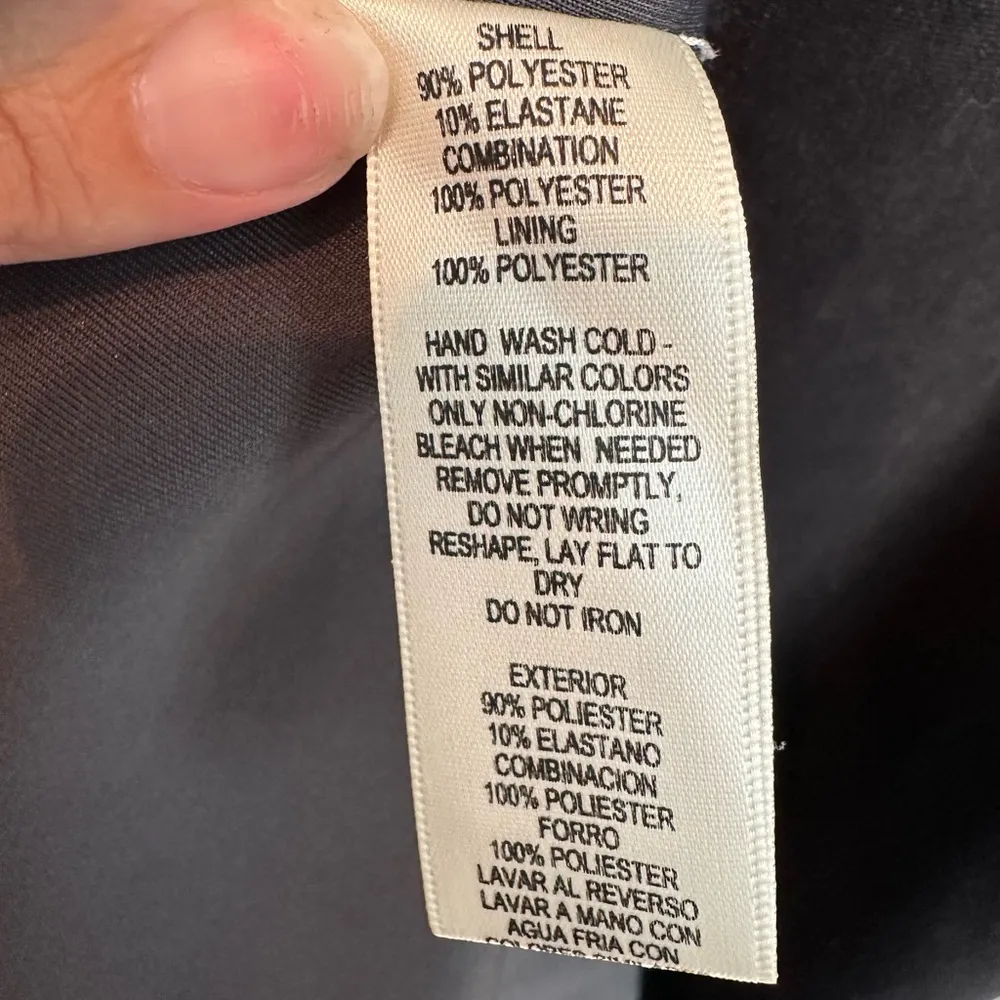 SHELL
90% POLYESTER
10% ELASTANE
COMBINATION
100% POLYESTER
LINING
100% POLYESTER
HAND WASH COLD -
WITH SIMILAR COLORS
ONLY NON-CHLORINE
BLEACH WHEN NEEDED
REMOVE PROMPTLY,
DO NOT WRING
RESHAPE, LAY FLAT TO
DRY
DO NOT IRON
EXTERIOR
90% POLIESTER
10% ELASTANO
COMBINACION
100% POLIESTER
FORRO
100% POLIESTER
LAVAR AL REVERSO
LAVAR A MANO CON
AGUA FRIA CON